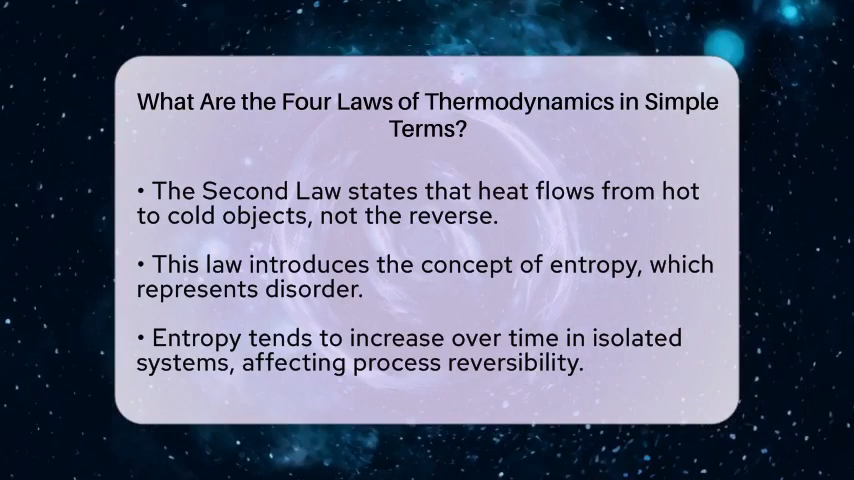 What Are the Four Laws of Thermodynamics in Simple
Terms?
• The Second Law states that heat flows from hot
to cold objects, not the reverse.
• This law introduces the concept of entropy, which
represents disorder.
• Entropy tends to increase over time in isolated
systems, affecting process reversibility.